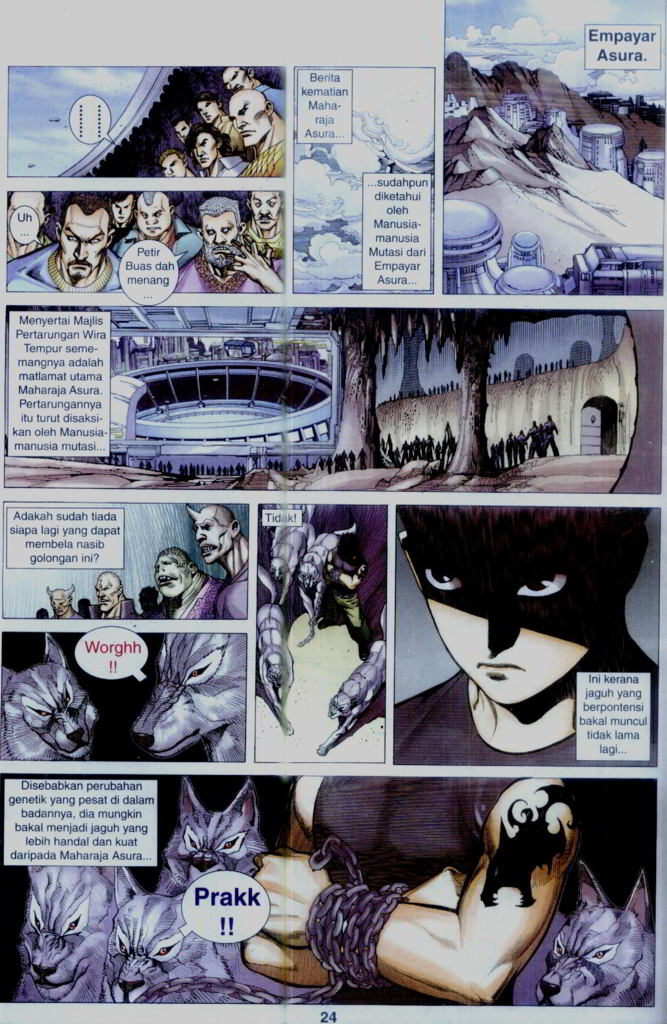 Empayar
Asura.
Berita
kematian
Maha-
raja
Asura...
...sudahpun
diketahui
oleh
Manusia-
manusia
Mutasi dari
Empayar
Asura...
Uh
...
Petir
Buas dah
menang
...
Menyertai Majlis
Pertarungan Wira
Tempur seme-
mangnya adalah
matlamat utama
Maharaja Asura.
Pertarungannya
itu turut disaksi-
kan oleh Manusia-
manusia mutasi...
Adakah sudah tiada
siapa lagi yang dapat
membela nasib
golongan ini?
Tidak!
Ini kerana
jaguh yang
berpotensi
bakal muncul
tidak lama
lagi...
Worghh
!!
Disebabkan perubahan
genetik yang pesat di dalam
badannya, dia mungkin
bakal menjadi jaguh yang
lebih handal dan kuat
daripada Maharaja Asura...
Prakk
!!
24